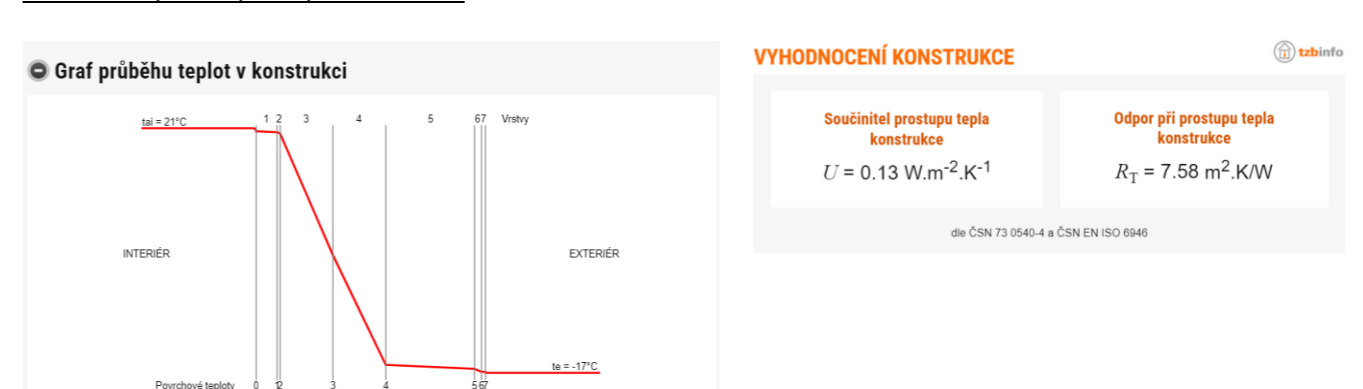 Graf průběhu teplot v konstrukci
tai = 21°C
1 2 3 4 5 67 Vrstvy
INTERIÉR
EXTERIÉR
te = -17°C
Povrchové teploty 0 12 3 4 567
VYHODNOCENÍ KONSTRUKCE
tzbinfo
Součinitel prostupu tepla
konstrukce
U = 0.13 W.m-2.K-1
Odpor při prostupu tepla
konstrukce
RT = 7.58 m2.K/W
dle ČSN 73 0540-4 a ČSN EN ISO 6946